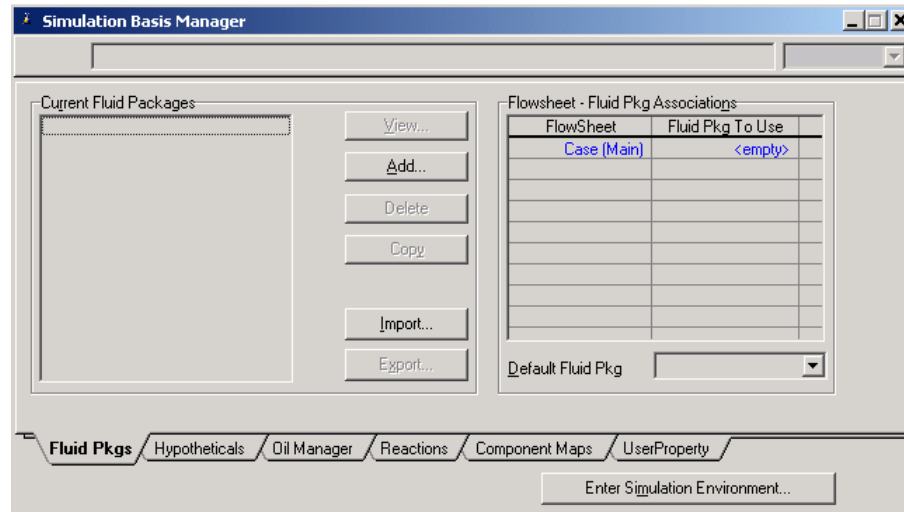 Simulation Basis Manager
Current Fluid Packages
View...
Add...
Delete
Copy
Import...
Export...
Flowsheet - Fluid Pkg Associations
FlowSheet Fluid Pkg To Use
Case (Main) <empty>
Default Fluid Pkg
Fluid Pkgs Hypotheticals Oil Manager Reactions Component Maps UserProperty
Enter Simulation Environment...